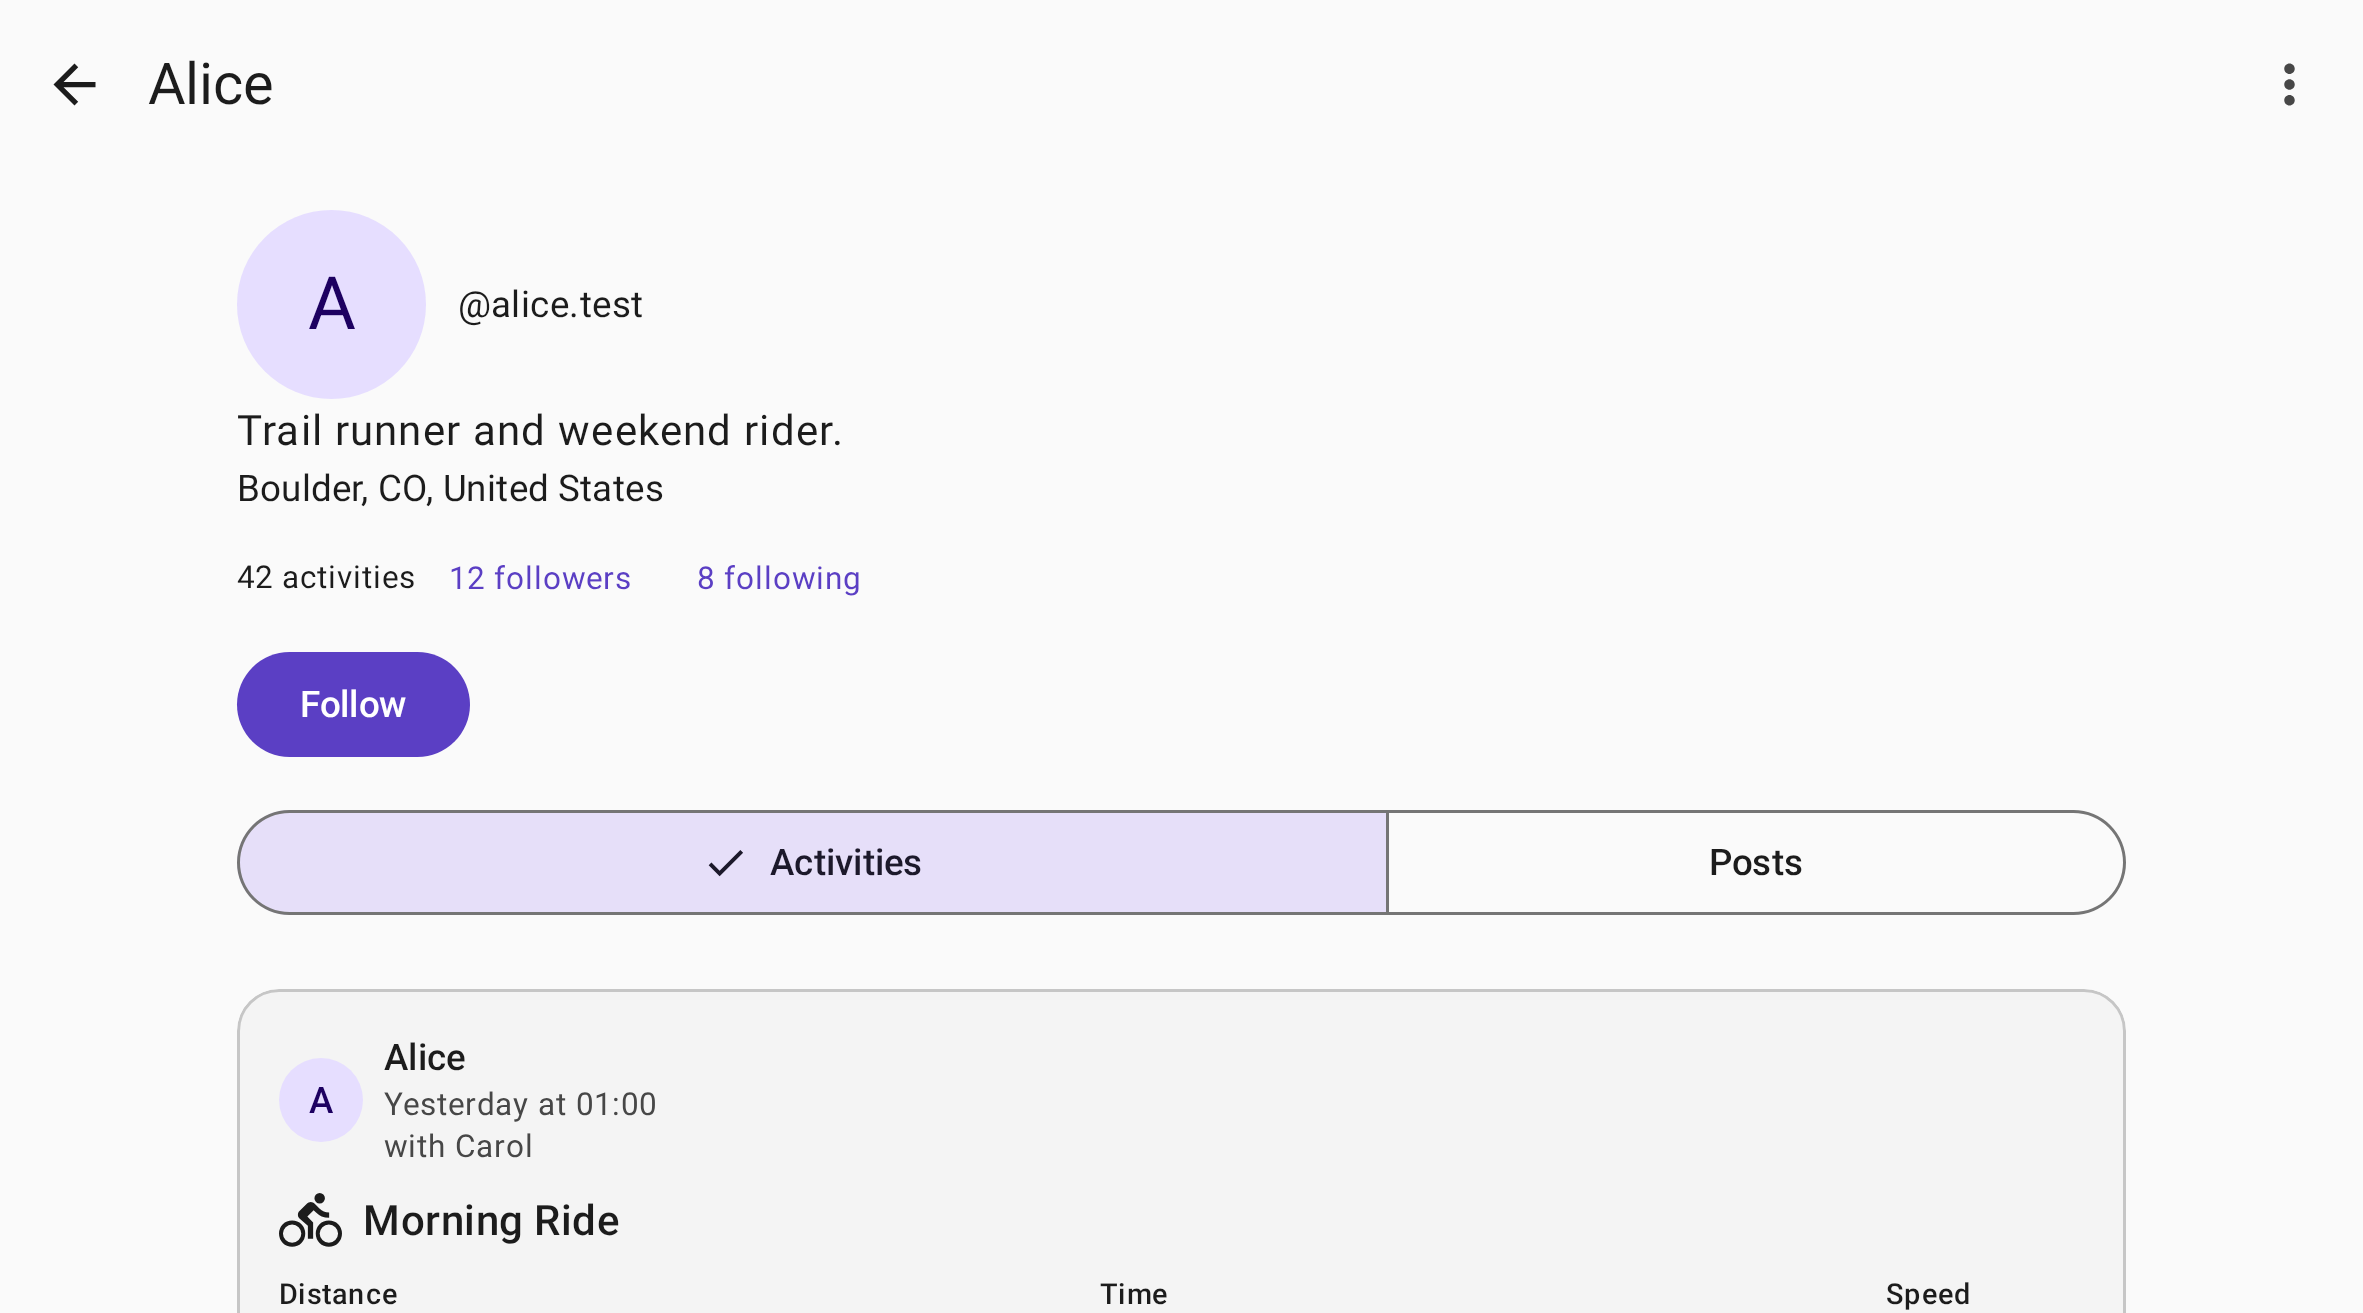 Alice
A
@alice.test
Trail runner and weekend rider.
Boulder, CO, United States
42 activities 12 followers 8 following
Follow
Activities Posts
Alice
A
Yesterday at 01:00
with Carol
Morning Ride
Distance Time Speed